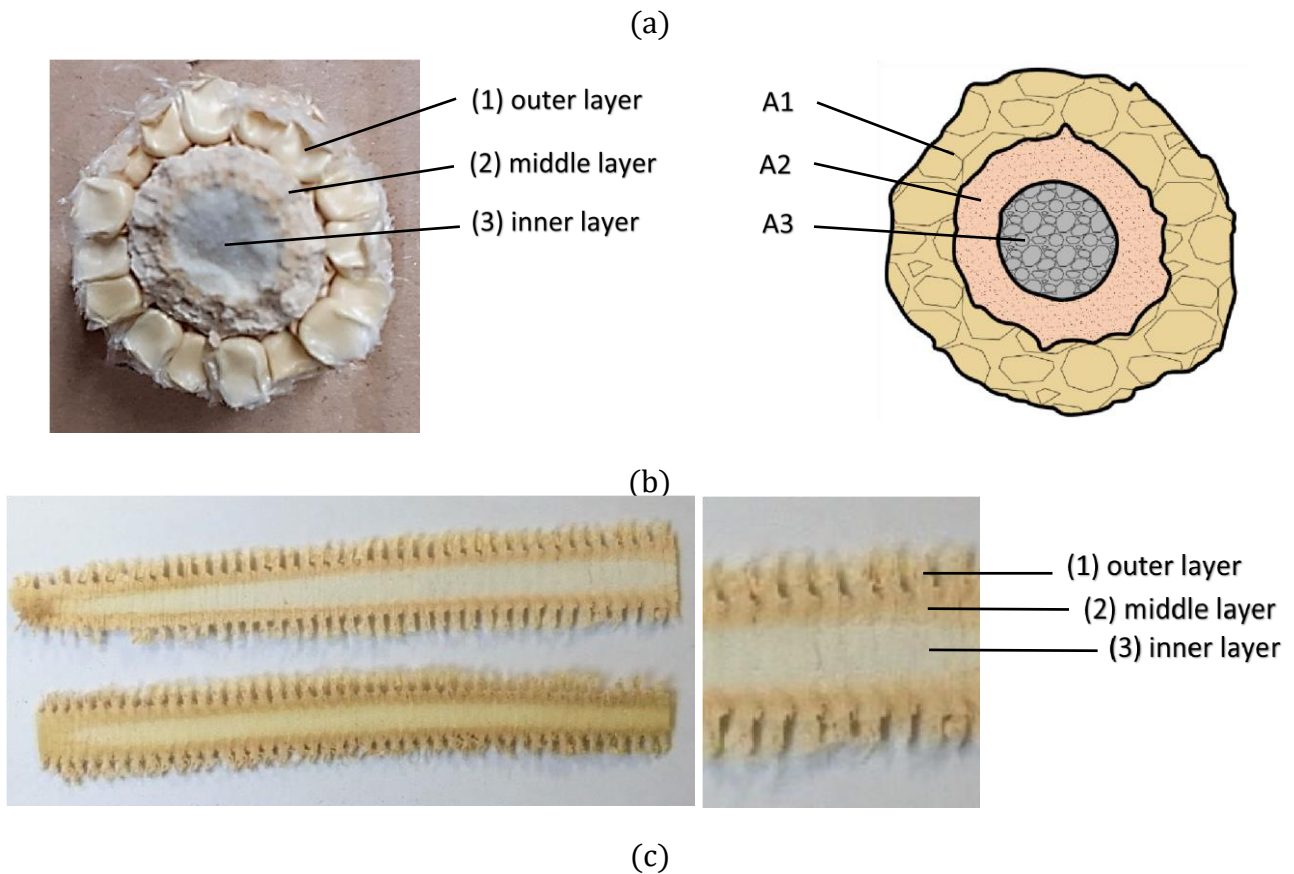 (a)
(1) outer layer
(2) middle layer
(3) inner layer
A1
A2
A3
(b)
(1) outer layer
(2) middle layer
(3) inner layer
(c)